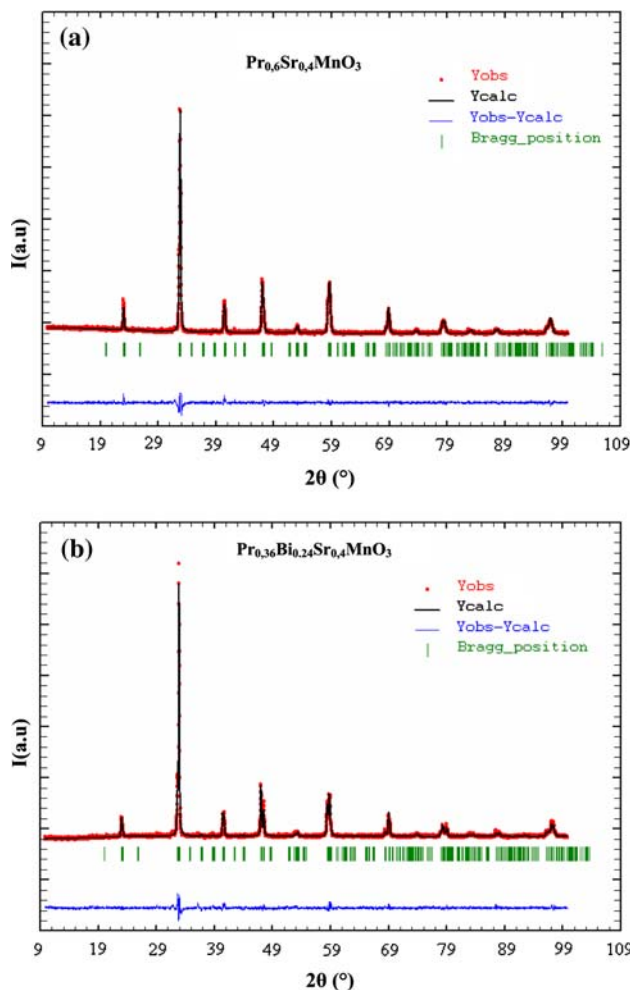 (a)
Pr0,6Sr0,4MnO3
Yobs
Ycalc
Yobs-Ycalc
Bragg_position
I(a.u)
9 19 29 39 49 59 69 79 89 99 109
2θ (°)
(b)
Pr0,36Bi0.24Sr0,4MnO3
Yobs
Ycalc
Yobs-Ycalc
Bragg_position
I(a.u)
9 19 29 39 49 59 69 79 89 99 109
2θ (°)